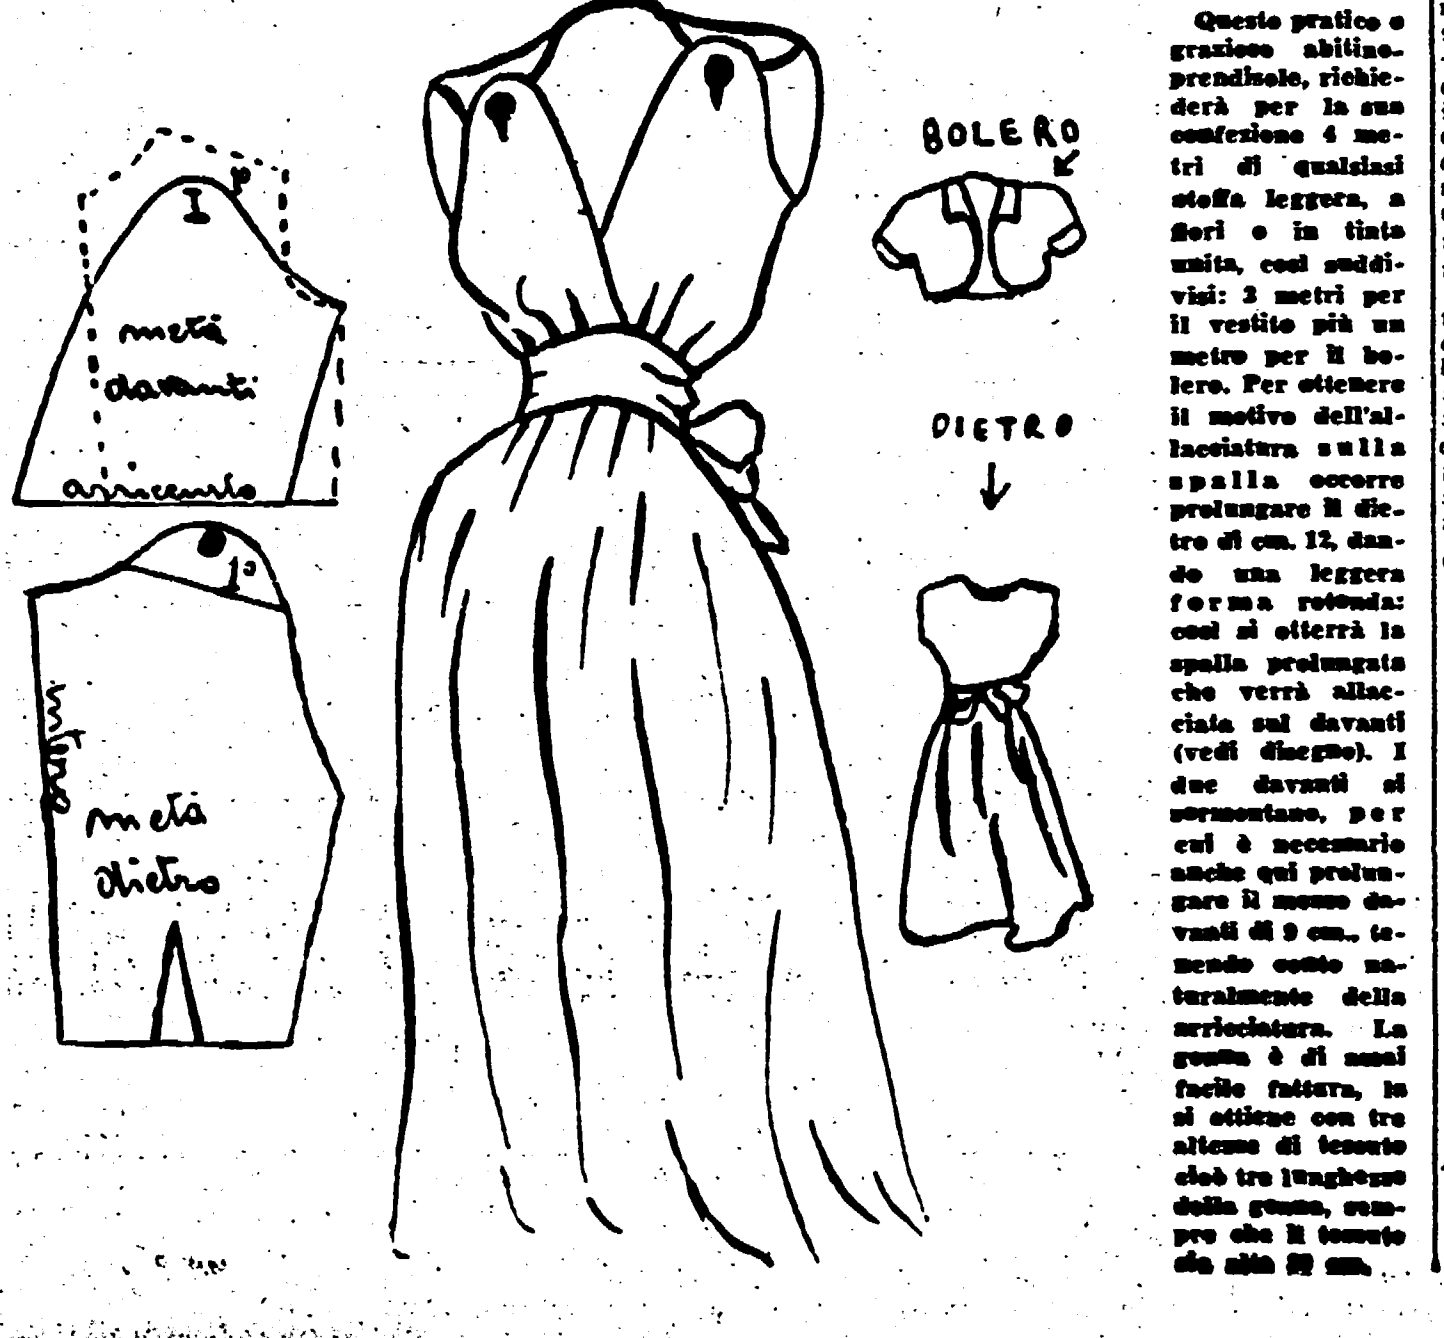 BOLERO
DIETRO
I
p
metà
davanti
arriccato
1º
intero
metà
dietro
Questo pratico e
grazioso abitino-
prendisole, richie-
derà per la sua
confezione 4 me-
tri di qualsiasi
stoffa leggera, a
fiori o in tinta
unita, così suddi-
visi: 3 metri per
il vestito più un
metro per il bo-
lero. Per ottenere
il motivo dell'al-
lacciatura sulla
spalla occorre
prolungare il die-
tro di cm. 12, dan-
do una leggera
forma rotonda:
così si otterrà la
spalla prolungata
che verrà allac-
ciata sul davanti
(vedi disegno). I
due davanti si
sormontano, per
cui è necessario
anche qui prolun-
gare il mezzo da-
vanti di 9 cm., te-
nendo conto na-
turalmente della
arricciatura. La
gonna è di assai
facile fattura, la
si ottiene con tre
altezze di tessuto
cioè tre lunghezze
della gonna, sem-
pre che il tessuto
sia alto cm.